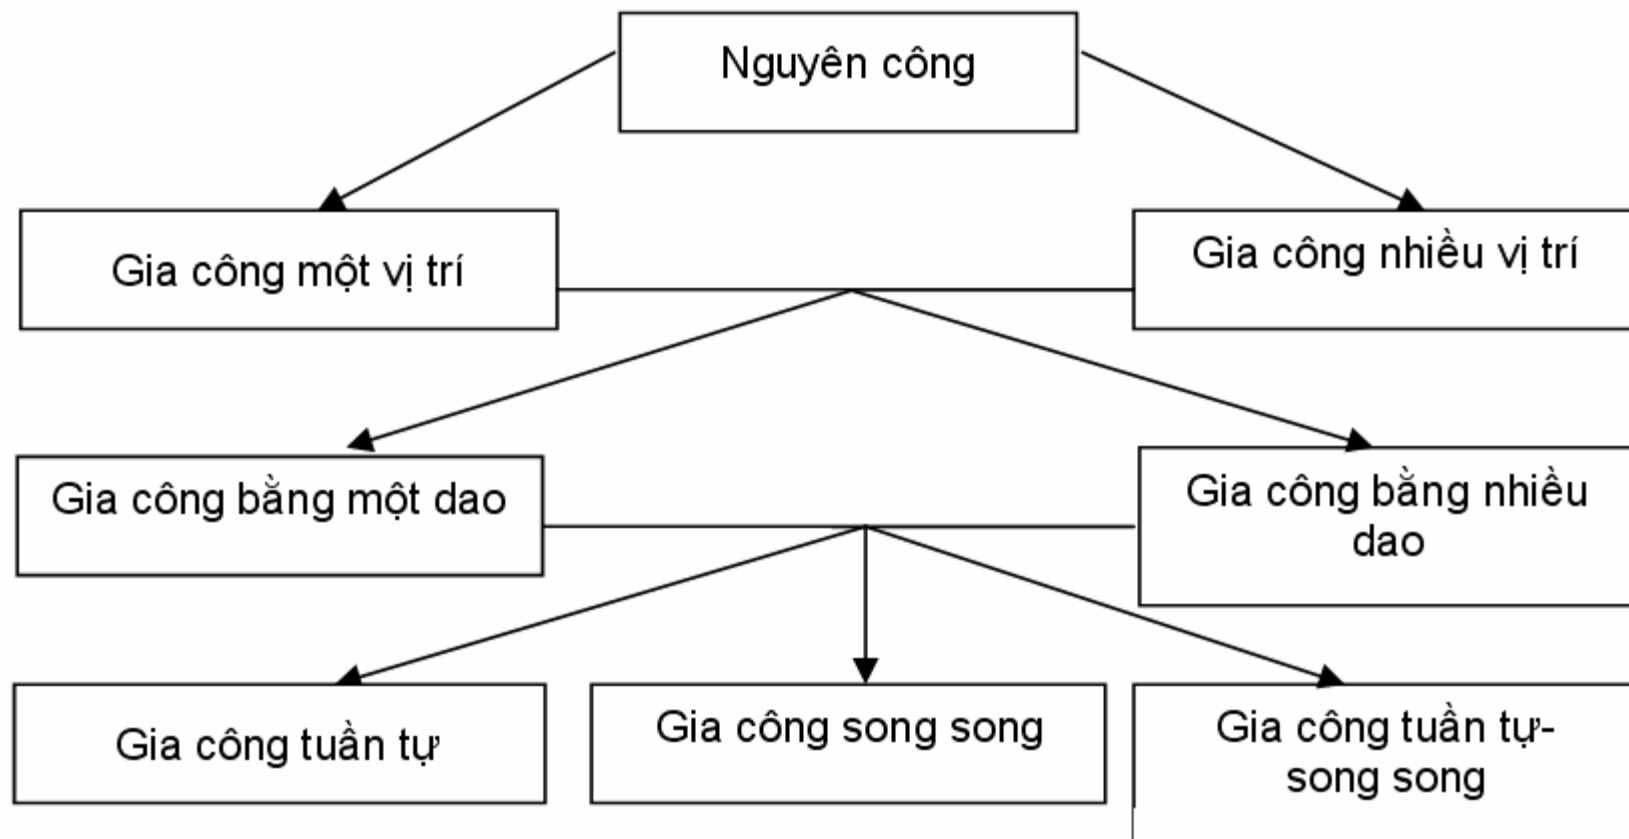 Nguyên công
Gia công một vị trí
Gia công nhiều vị trí
Gia công bằng một dao
Gia công bằng nhiều
dao
Gia công tuần tự
Gia công song song
Gia công tuần tự-
song song